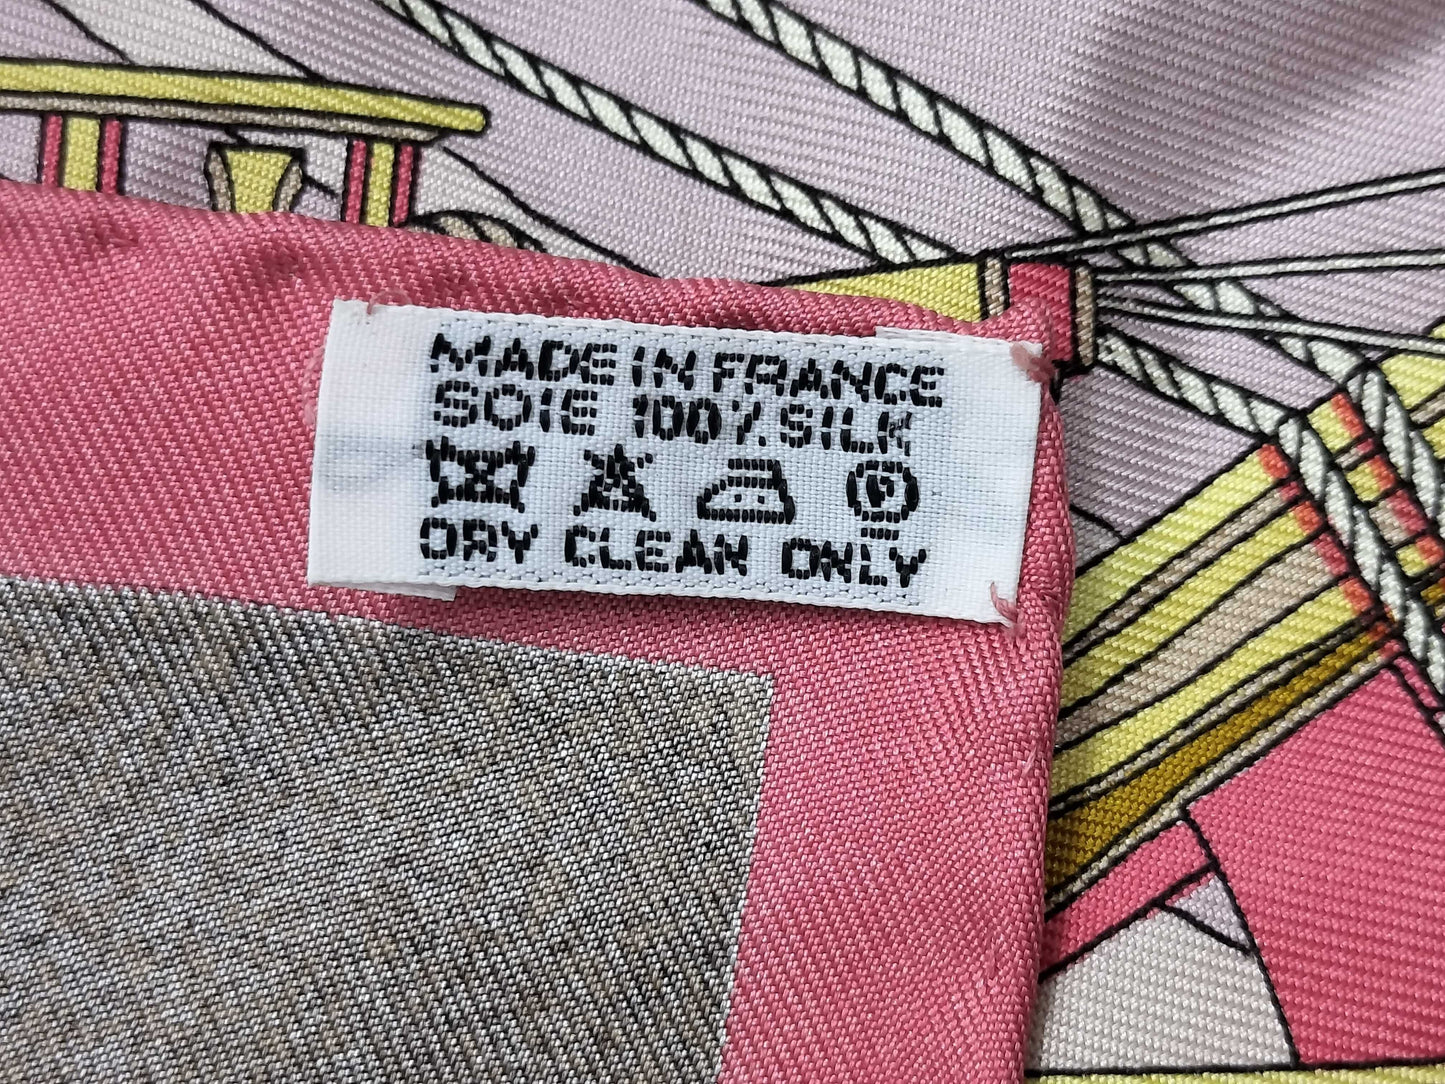 MADE IN FRANCE
SOIE 100% SILK
P
DRY CLEAN ONLY